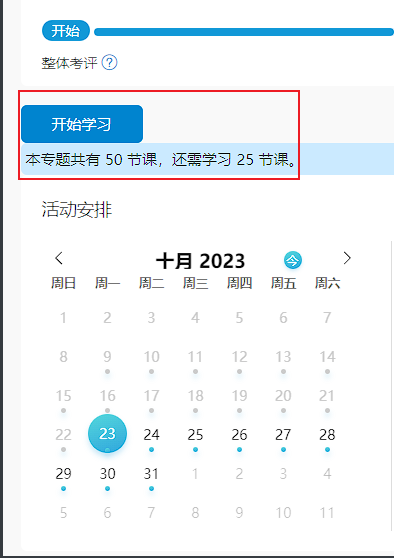 开始
整体考评 ?
开始学习
本专题共有 50 节课，还需学习 25 节课。
活动安排
十月 2023 今
周日 周一 周二 周三 周四 周五 周六
1 2 3 4 5 6 7
8 9 10 11 12 13 14
15 16 17 18 19 20 21
22 23 24 25 26 27 28
29 30 31 1 2 3 4
5 6 7 8 9 10 11